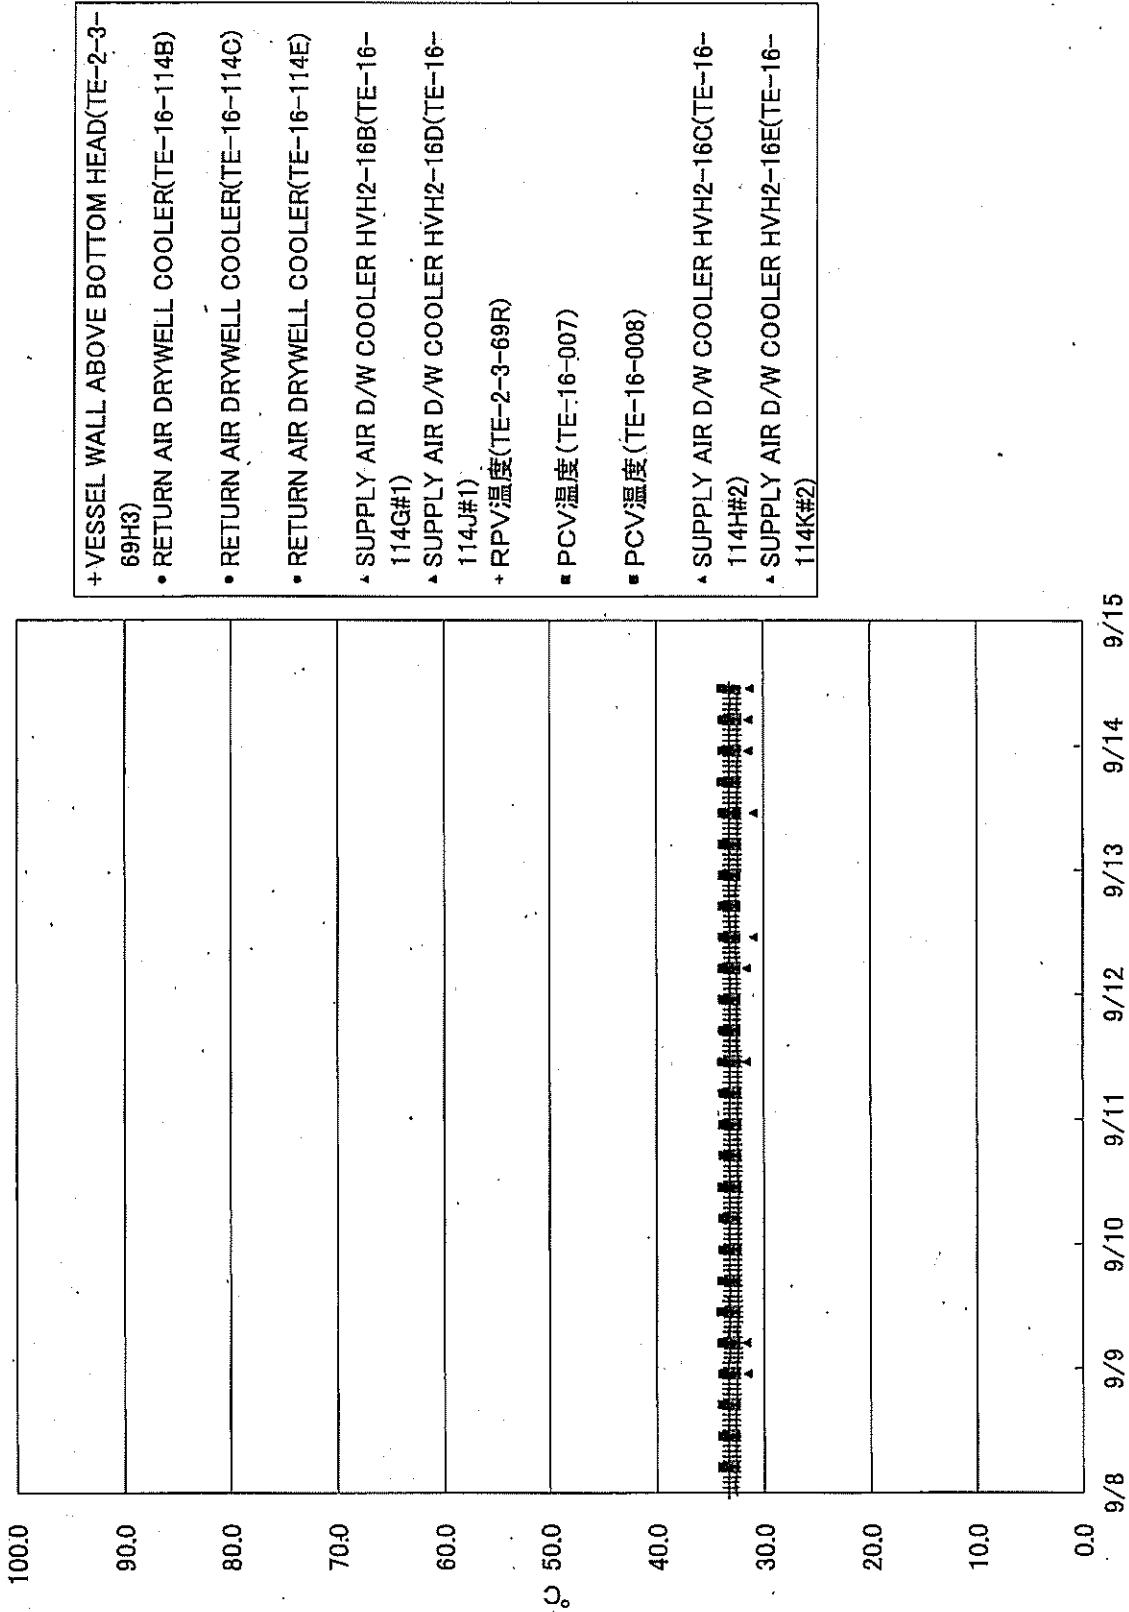 100.0
90.0
80.0
70.0
60.0
50.0
40.0
30.0
20.0
10.0
0.0
℃
9/8
9/9
9/10
9/11
9/12
9/13
9/14
9/15
+VESSEL WALL ABOVE BOTTOM HEAD(TE-2-3-
69H3)
• RETURN AIR DRYWELL COOLER(TE-16-114B)
• RETURN AIR DRYWELL COOLER(TE-16-114C)
• RETURN AIR DRYWELL COOLER(TE-16-114E)
▲ SUPPLY AIR D/W COOLER HVH2-16B(TE-16-
114G#1)
▲ SUPPLY AIR D/W COOLER HVH2-16D(TE-16-
114J#1)
+ RPV温度(TE-2-3-69R)
■ PCV温度(TE-16-007)
■ PCV温度(TE-16-008)
▲ SUPPLY AIR D/W COOLER HVH2-16C(TE-16-
114H#2)
▲ SUPPLY AIR D/W COOLER HVH2-16E(TE-16-
114K#2)